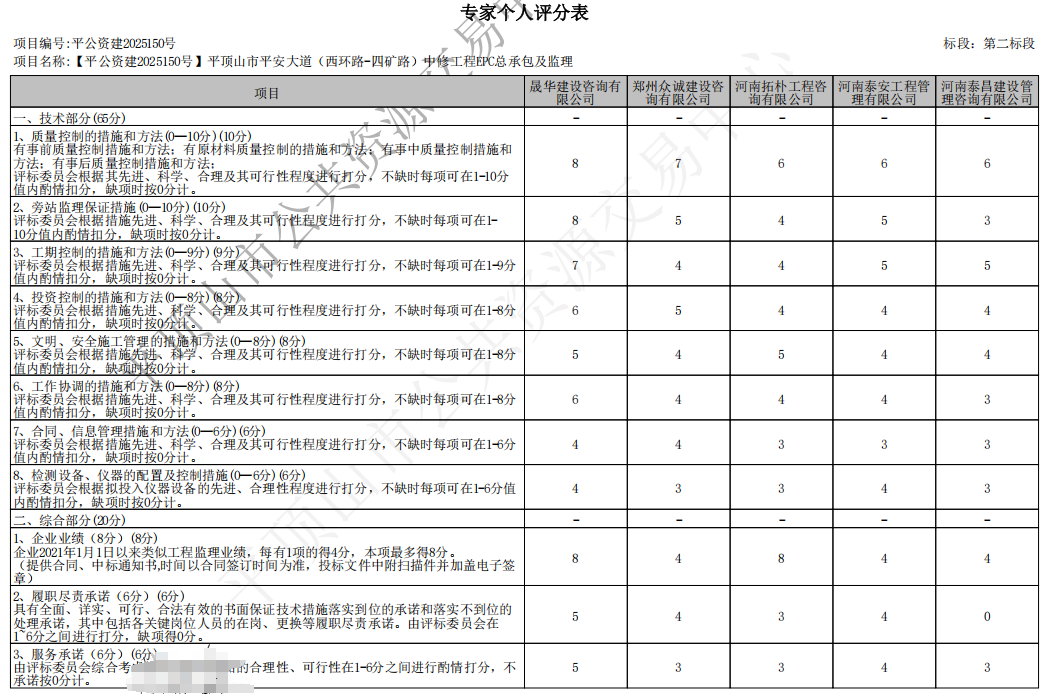 专家个人评分表
项目编号:平公资建2025150号
标段：第二标段
项目名称:【平公资建2025150号】平顶山市平安大道（西环路-四矿路）中修工程EPC总承包及监理
项目 晟华建设咨询有限公司 郑州众诚建设咨询有限公司 河南拓朴工程咨询有限公司 河南泰安工程管理有限公司 河南泰昌建设管理咨询有限公司
一、技术部分(65分) - - - - -
1、质量控制的措施和方法(0—10分)(10分)
有事前质量控制措施和方法；有原材料质量控制的措施和方法；有事中质量控制措施和
方法；有事后质量控制措施和方法；
评标委员会根据其先进、科学、合理及其可行性程度进行打分，不缺时每项可在1-10分
值内酌情扣分，缺项时按0分计。
8 7 6 6 6
2、旁站监理保证措施(0—10分)(10分)
评标委员会根据措施先进、科学、合理及其可行性程度进行打分，不缺时每项可在1-
10分值内酌情扣分，缺项时按0分计。
8 5 4 5 3
3、工期控制的措施和方法(0—9分)(9分)
评标委员会根据措施先进、科学、合理及其可行性程度进行打分，不缺时每项可在1-9分
值内酌情扣分，缺项时按0分计。
7 4 4 5 5
4、投资控制的措施和方法(0—8分)(8分)
评标委员会根据措施先进、科学、合理及其可行性程度进行打分，不缺时每项可在1-8分
值内酌情扣分，缺项时按0分计。
6 5 4 4 4
5、文明、安全施工管理的措施和方法(0—8分)(8分)
评标委员会根据措施先进、科学、合理及其可行性程度进行打分，不缺时每项可在1-8分
值内酌情扣分，缺项时按0分计。
5 4 5 4 4
6、工作协调的措施和方法(0—8分)(8分)
评标委员会根据措施先进、科学、合理及其可行性程度进行打分，不缺时每项可在1-8分
值内酌情扣分，缺项时按0分计。
6 4 4 4 3
7、合同、信息管理措施和方法(0—6分)(6分)
评标委员会根据措施先进、科学、合理及其可行性程度进行打分，不缺时每项可在1-6分
值内酌情扣分，缺项时按0分计。
4 4 3 3 3
8、检测设备、仪器的配置及控制措施(0—6分)(6分)
评标委员会根据拟投入仪器设备的先进、合理性程度进行打分，不缺时每项可在1-6分值
内酌情扣分，缺项时按0分计。
4 3 3 4 3
二、综合部分(20分) - - - - -
1、企业业绩（8分）(8分)
企业2021年1月1日以来类似工程监理业绩，每有1项的得4分，本项最多得8分。
（提供合同、中标通知书,时间以合同签订时间为准，投标文件中附扫描件并加盖电子签
章）
8 4 8 4 4
2、履职尽责承诺（6分）(6分)
具有全面、详实、可行、合法有效的书面保证技术措施落实到位的承诺和落实不到位的
处理承诺，其中包括各关键岗位人员的在岗、更换等履职尽责承诺。由评标委员会在
1~6分之间进行打分，缺项得0分。
5 4 3 4 0
3、服务承诺（6分）(6分)
由评标委员会综合考 的合理性、可行性在1-6分之间进行酌情打分，不
承诺按0分计。
5 3 3 4 3
平顶山市公共资源交易中心
平顶山市公共资源交易中心